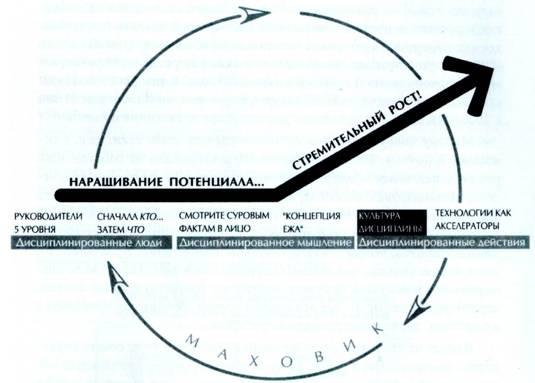 СТРЕМИТЕЛЬНЫЙ РОСТ!
НАРАЩИВАНИЕ ПОТЕНЦИАЛА...
РУКОВОДИТЕЛИ
5 УРОВНЯ
СНАЧАЛА КТО...
ЗАТЕМ ЧТО
СМОТРИТЕ СУРОВЫМ
ФАКТАМ В ЛИЦО
"КОНЦЕПЦИЯ
ЕЖА"
КУЛЬТУРА
ДИСЦИПЛИНЫ
ТЕХНОЛОГИИ КАК
АКСЕЛЕРАТОРЫ
Дисциплинированные люди
Дисциплинированное мышление
Дисциплинированные действия
МАХОВИК